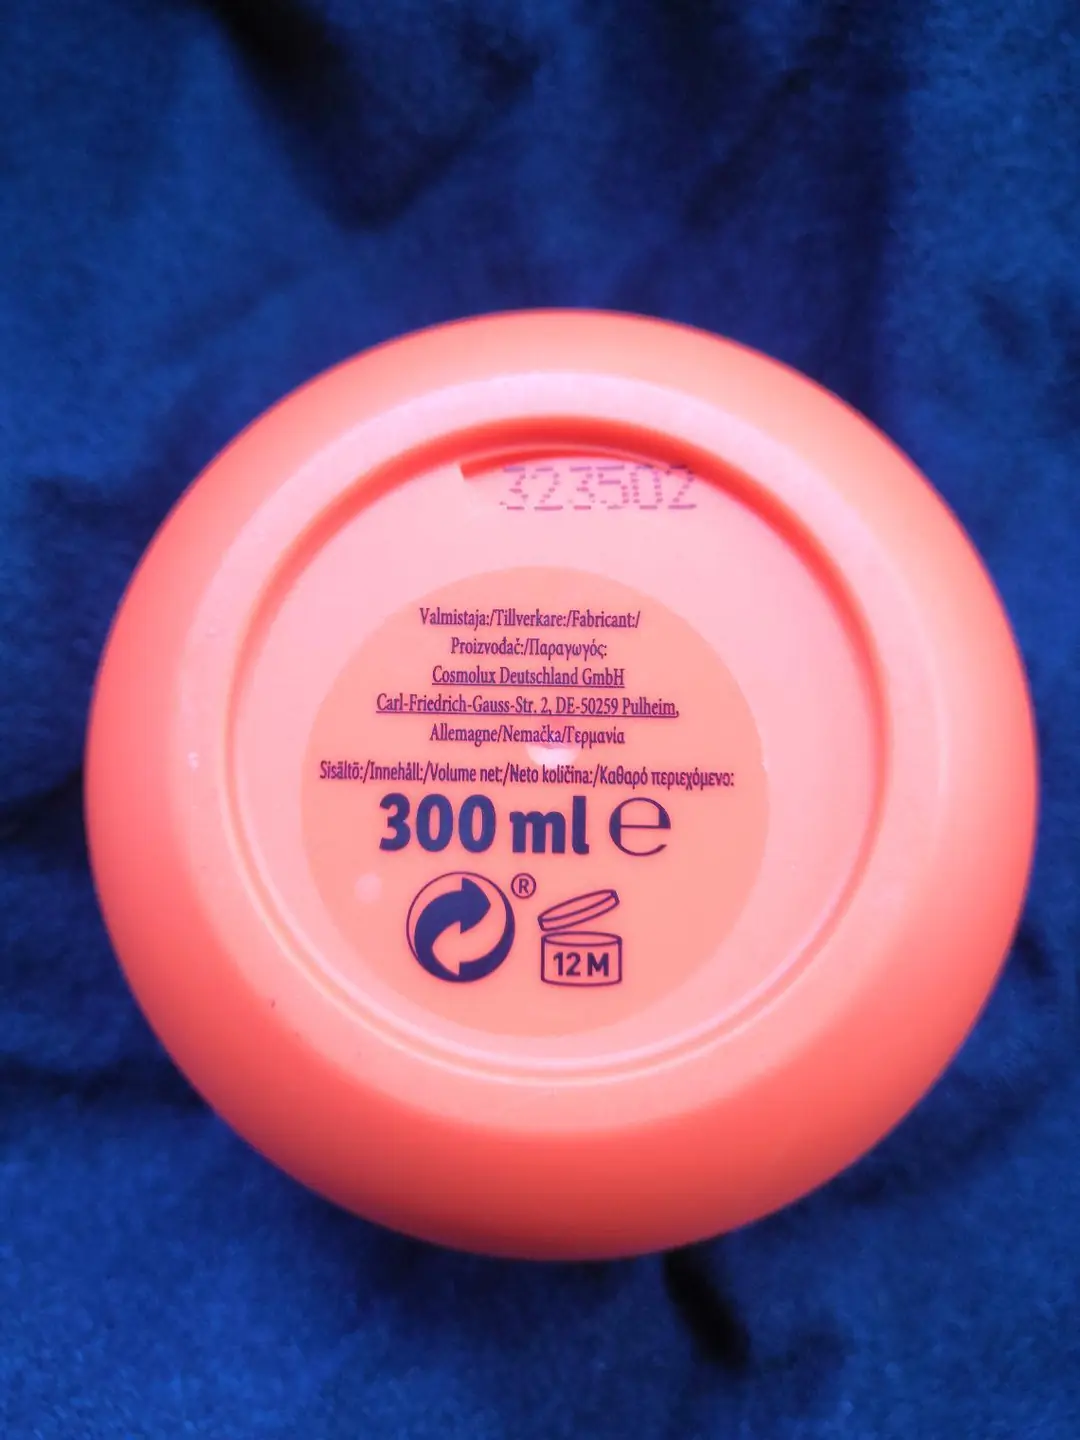 323502
Valmistaja:/Tillverkare:/Fabricant:/
Proizvođač:/Παραγωγός:
Cosmolux Deutschland GmbH
Carl-Friedrich-Gauss-Str. 2, DE-50259 Pulheim,
Allemagne/Nemačka/Γερμανία
Sisältö:/Innehåll:/Volume net:/Neto količina:/Καθαρό περιεχόμενο:
300 ml ℮
®
12 M